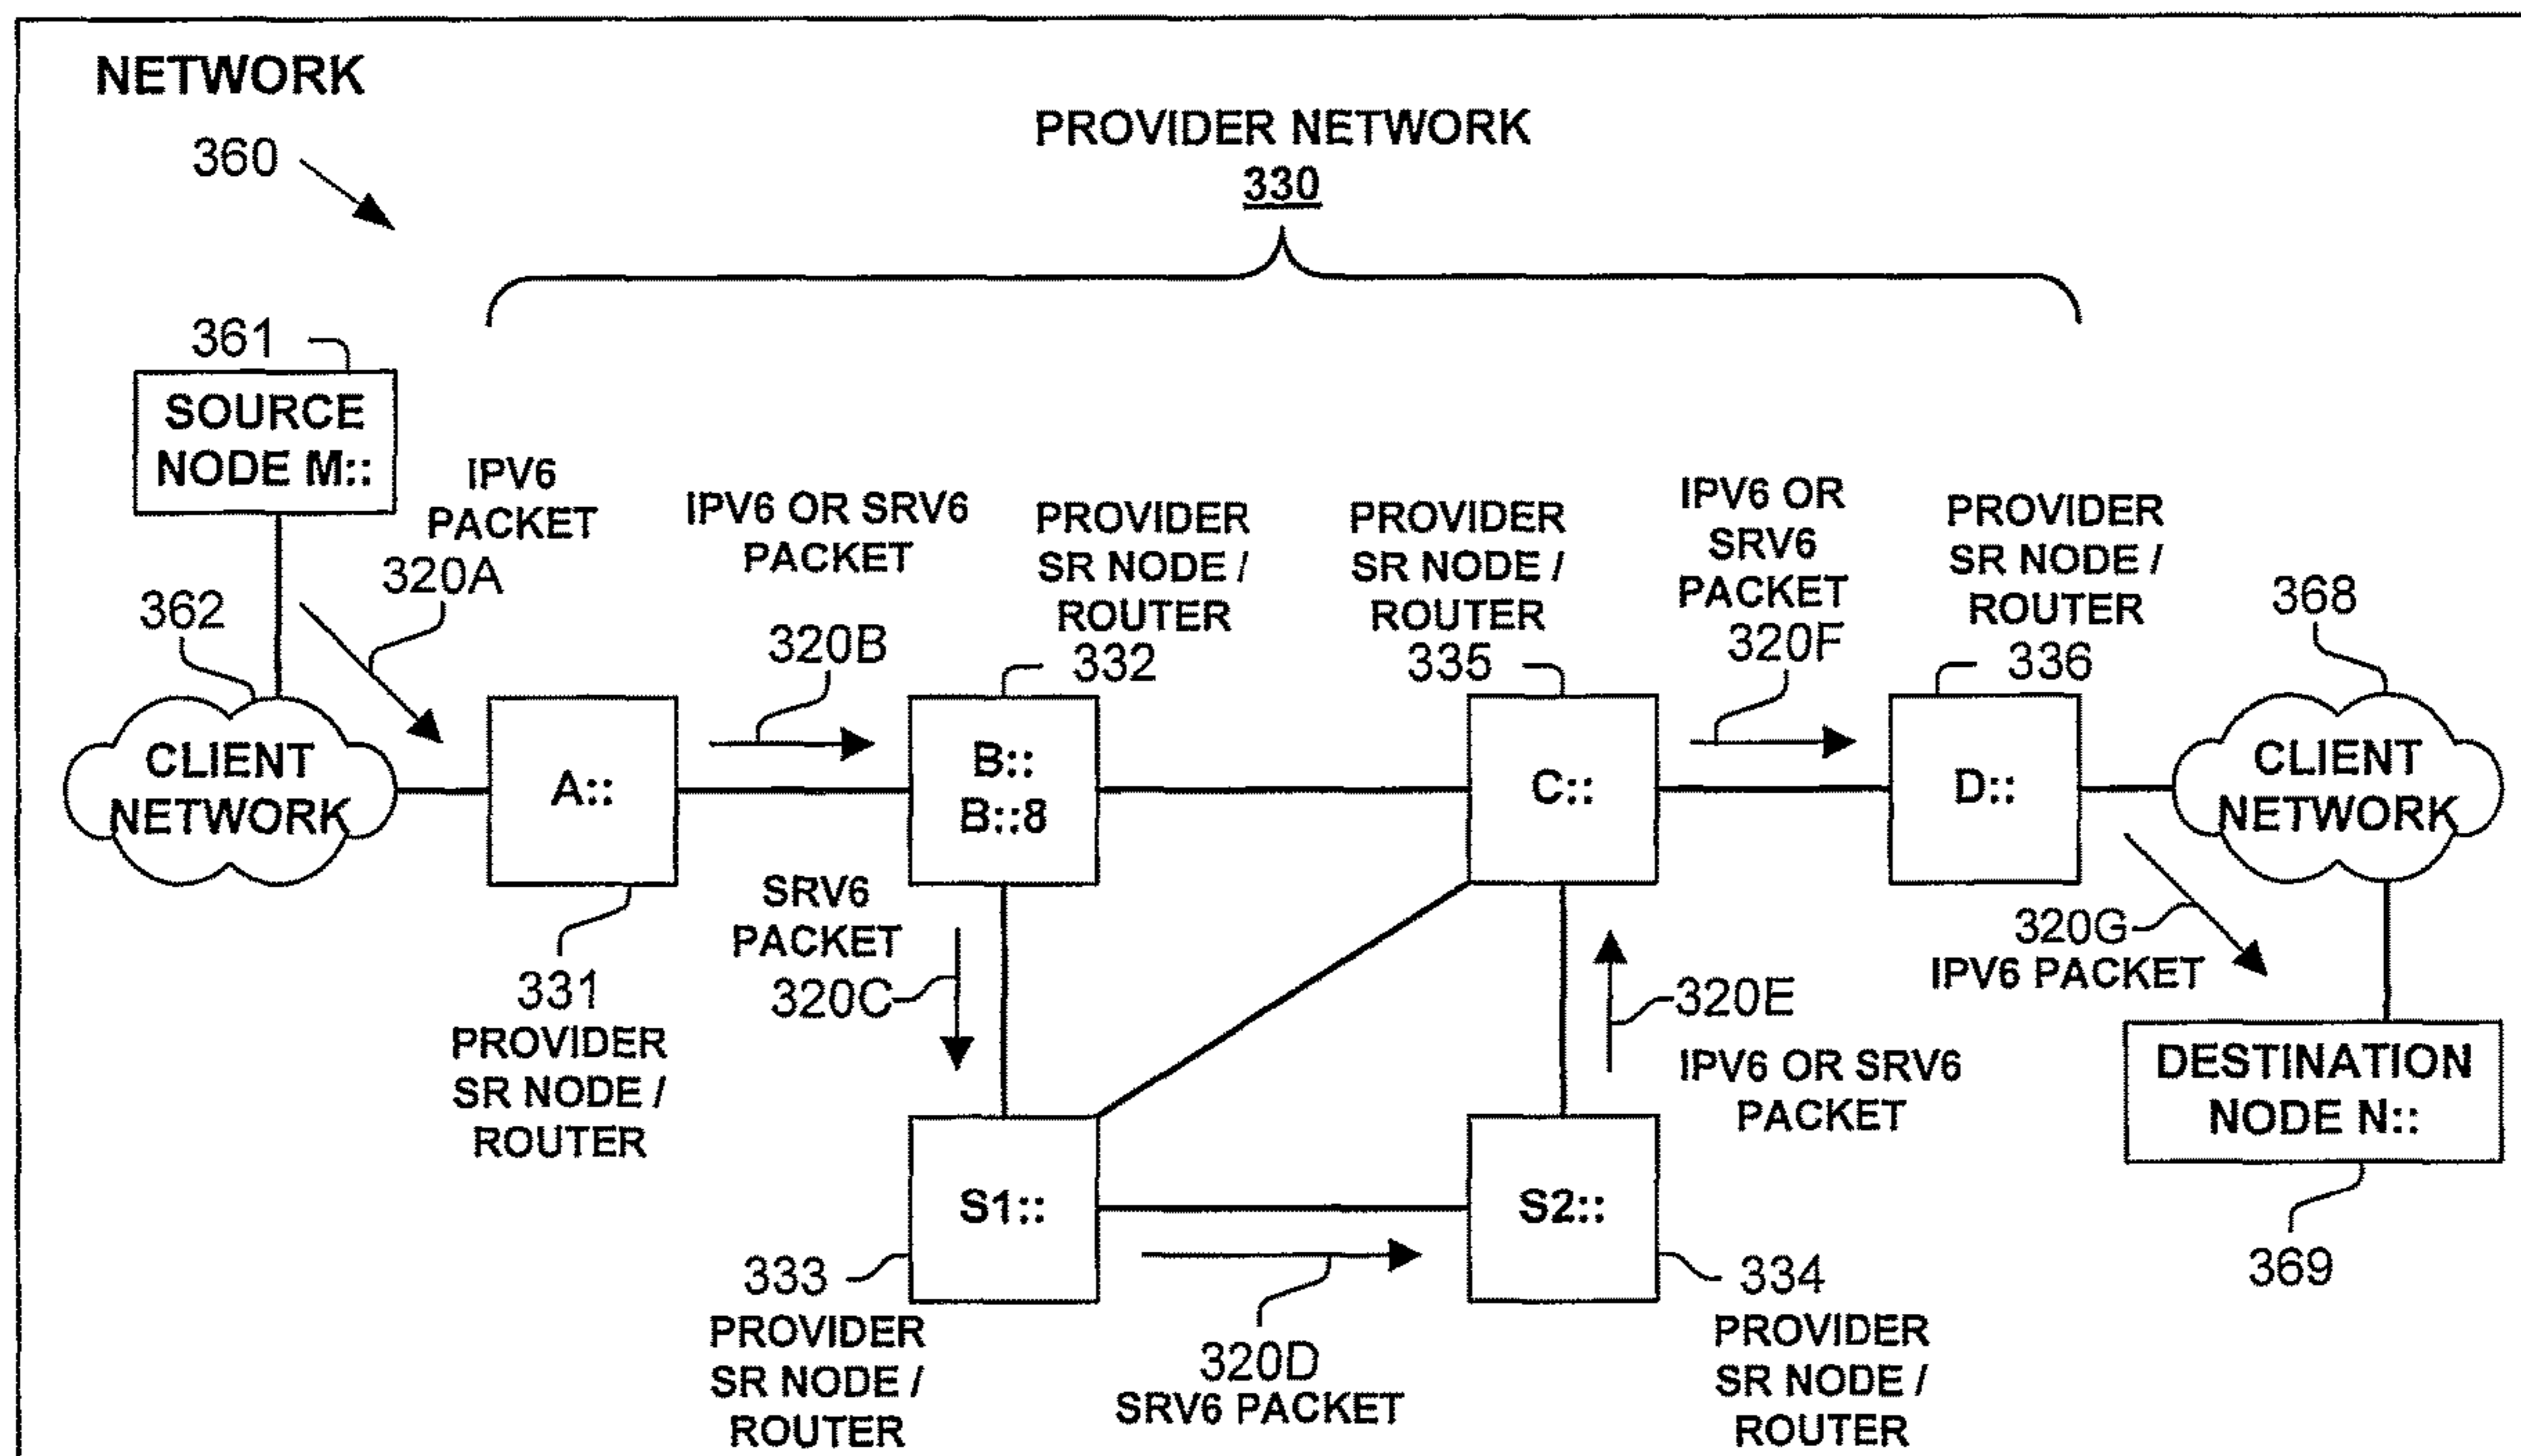 NETWORK
360
PROVIDER NETWORK
330
361
SOURCE
NODE M::
IPV6
PACKET
320A
362
CLIENT
NETWORK
IPV6 OR SRV6
PACKET
320B
A::
331
PROVIDER
SR NODE /
ROUTER
PROVIDER
SR NODE /
ROUTER
332
B::
B::8
SRV6
PACKET
320C
S1::
333
PROVIDER
SR NODE /
ROUTER
320D
SRV6 PACKET
S2::
334
PROVIDER
SR NODE /
ROUTER
320E
IPV6 OR SRV6
PACKET
PROVIDER
SR NODE /
ROUTER
335
C::
IPV6 OR
SRV6
PACKET
320F
PROVIDER
SR NODE /
ROUTER
336
D::
368
CLIENT
NETWORK
320G
IPV6 PACKET
DESTINATION
NODE N::
369